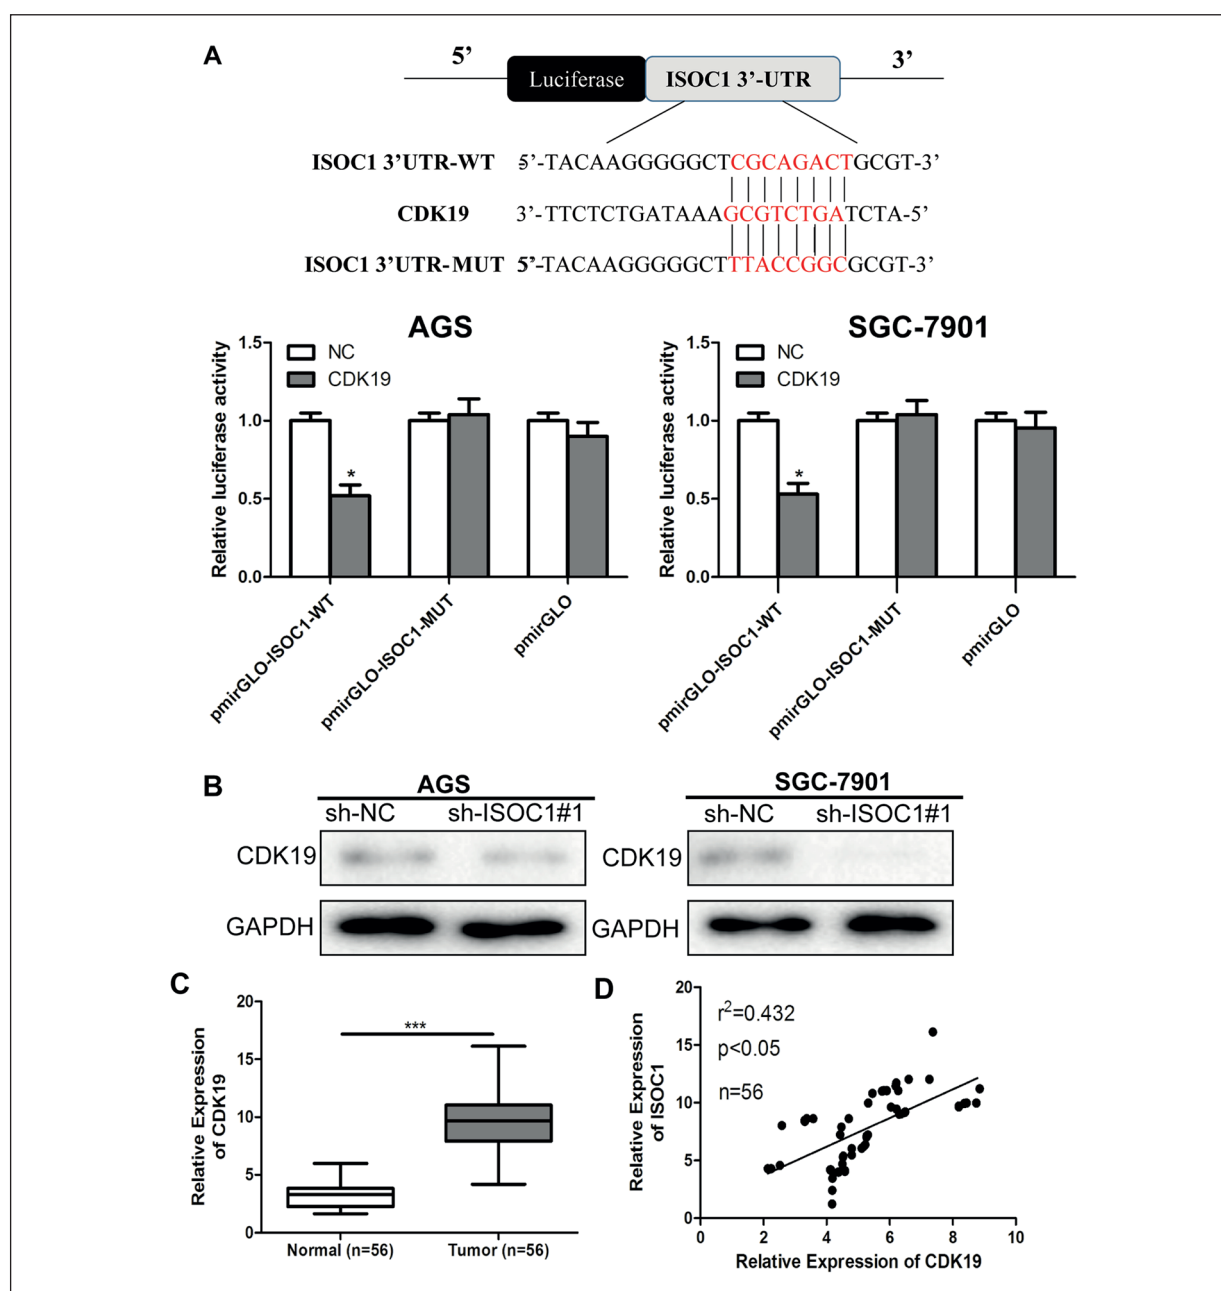 A
5’
3’
Luciferase
ISOC1 3’-UTR
ISOC1 3’UTR-WT 5’-TACAAGGGGGCTCGCAGACTGCGT-3’
CDK19 3’-TTCTCTGATAAAGCGTCTGATCTA-5’
ISOC1 3’UTR-MUT 5’-TACAAGGGGGCTTTACCGGCGCGT-3’
AGS
Relative luciferase activity
1.5
1.0
0.5
0.0
NC
CDK19
*
pmirGLO-ISOC1-WT
pmirGLO-ISOC1-MUT
pmirGLO
SGC-7901
Relative luciferase activity
1.5
1.0
0.5
0.0
NC
CDK19
*
pmirGLO-ISOC1-WT
pmirGLO-ISOC1-MUT
pmirGLO
B
AGS
sh-NC sh-ISOC1#1
CDK19
GAPDH
SGC-7901
sh-NC sh-ISOC1#1
CDK19
GAPDH
C
Relative Expression
of CDK19
20
15
10
5
0
***
Normal (n=56)
Tumor (n=56)
D
Relative Expression
of ISOC1
20
15
10
5
0
r²=0.432
p<0.05
n=56
0 2 4 6 8 10
Relative Expression of CDK19